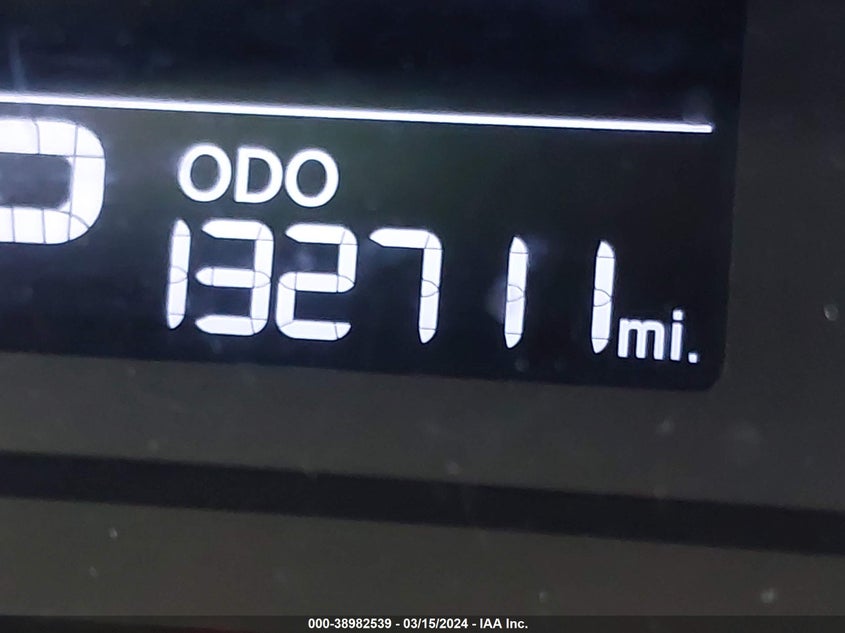 P
ODO
132711 mi.
000-38982539 - 03/15/2024 - IAA Inc.